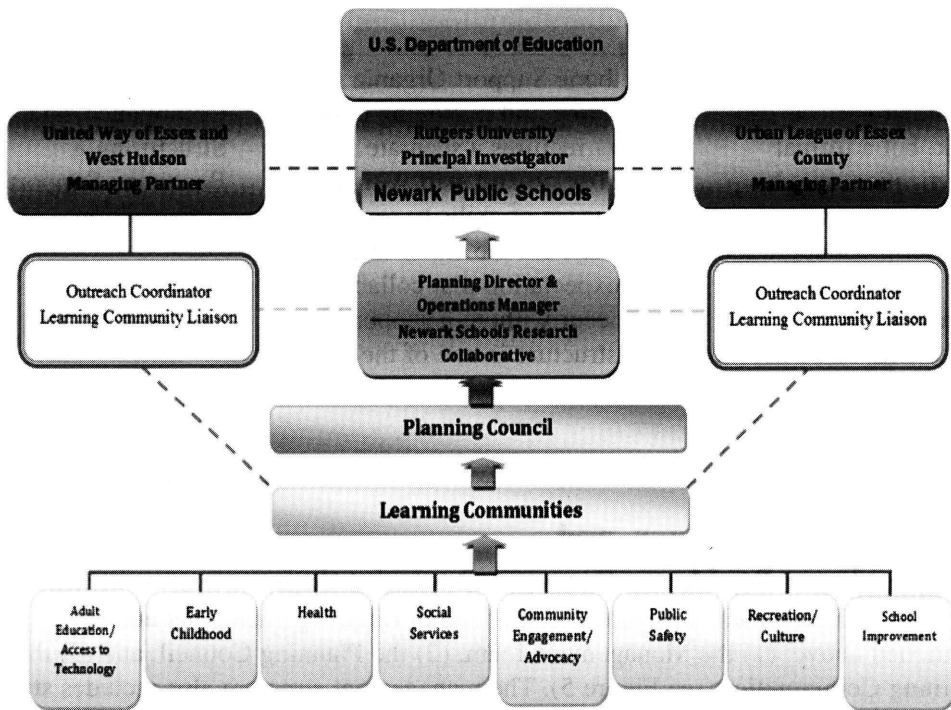 U.S. Department of Education
United Way of Essex and
West Hudson
Managing Partner
Rutgers University
Principal Investigator
Newark Public Schools
Urban League of Essex
County
Managing Partner
Outreach Coordinator
Learning Community Liaison
Planning Director &
Operations Manager
Newark Schools Research
Collaborative
Outreach Coordinator
Learning Community Liaison
Planning Council
Learning Communities
Adult
Education/
Access to
Technology
Early
Childhood
Health
Social
Services
Community
Engagement/
Advocacy
Public
Safety
Recreation/
Culture
School
Improvement